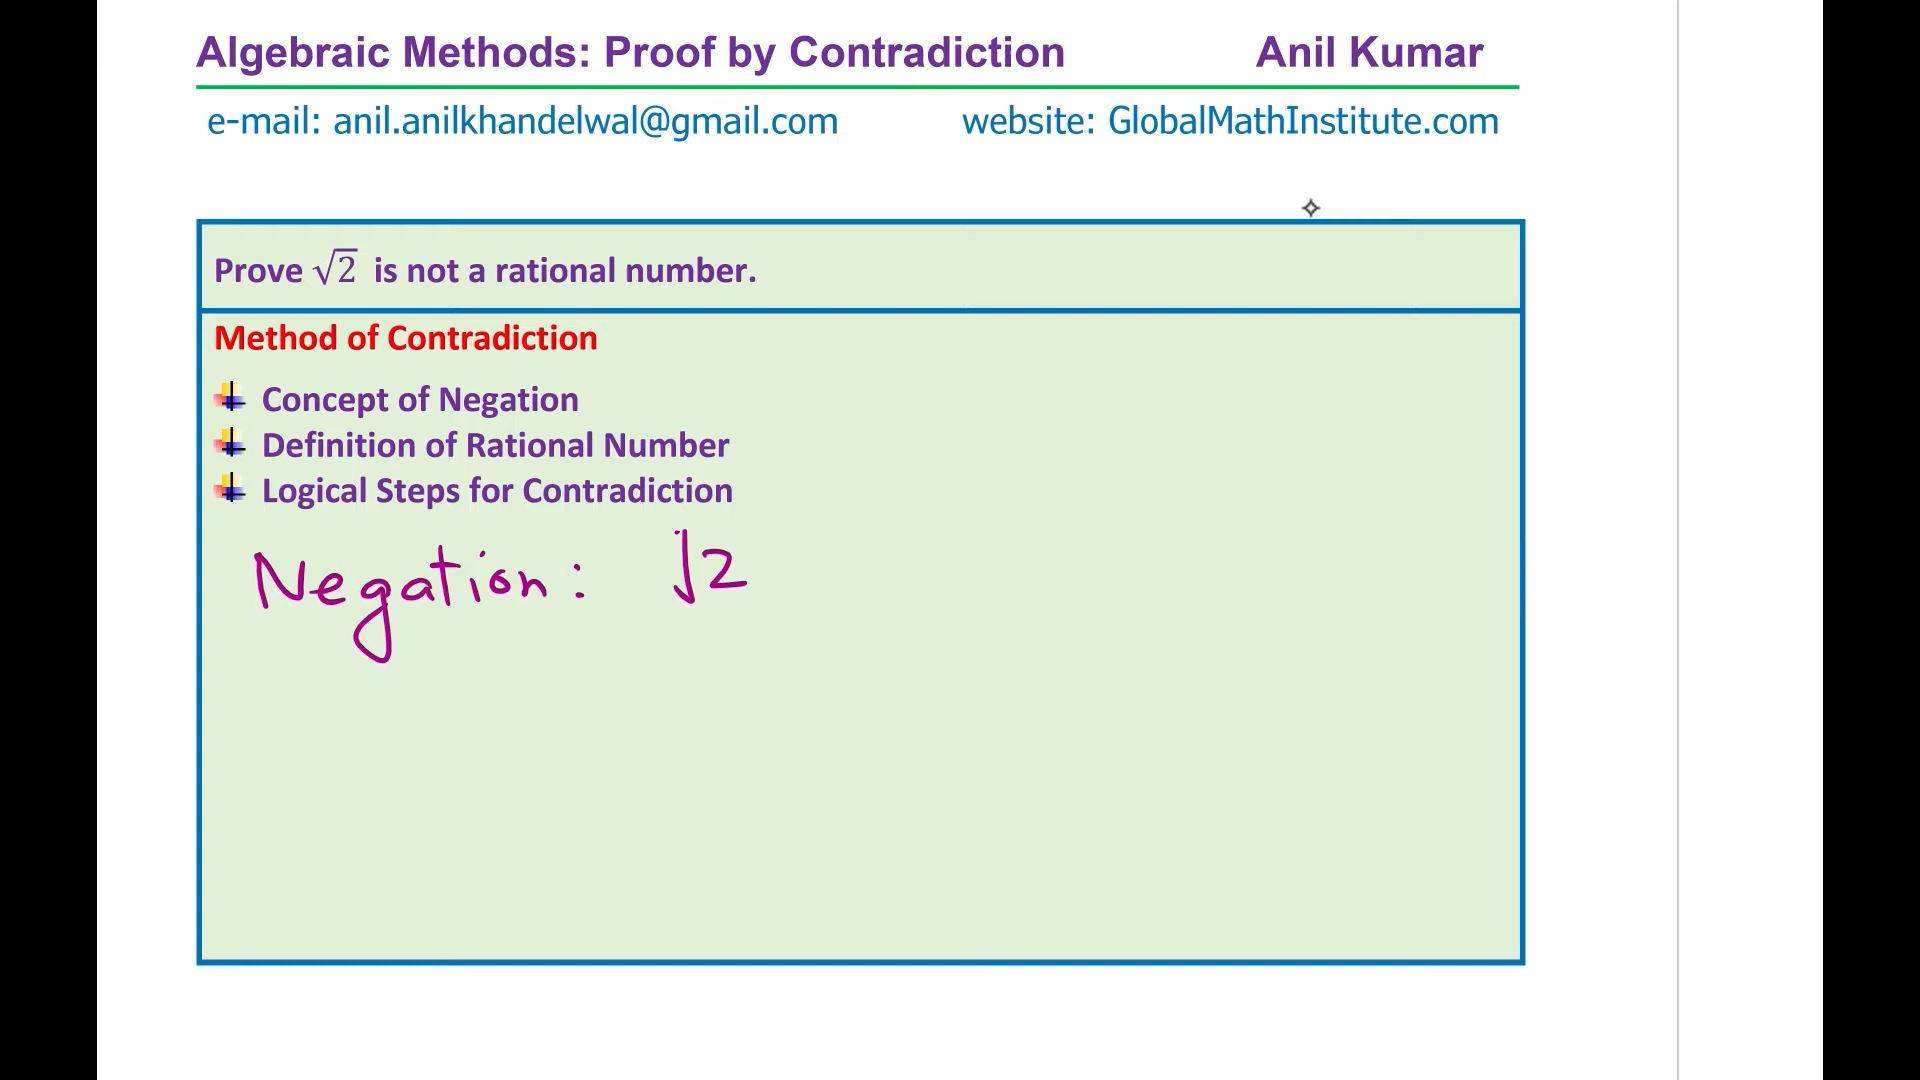 Algebraic Methods: Proof by Contradiction Anil Kumar
e-mail: anil.anilkhandelwal@gmail.com website: GlobalMathInstitute.com
Prove √2 is not a rational number.
Method of Contradiction
Concept of Negation
Definition of Rational Number
Logical Steps for Contradiction
Negation: √2